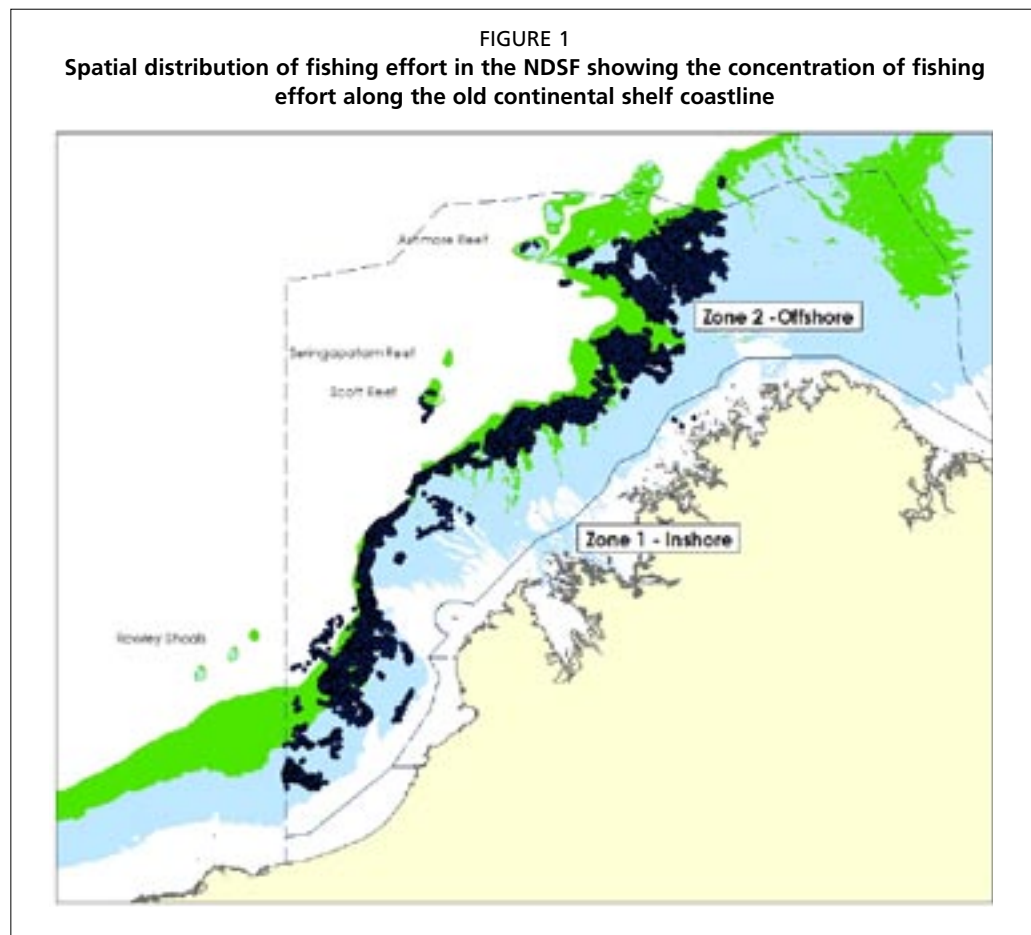 FIGURE 1
Spatial distribution of fishing effort in the NDSF showing the concentration of fishing
effort along the old continental shelf coastline
Ashmore Reef
Zone 2 - Offshore
Seringapatam Reef
Scott Reef
Zone 1 - Inshore
Rowley Shoals